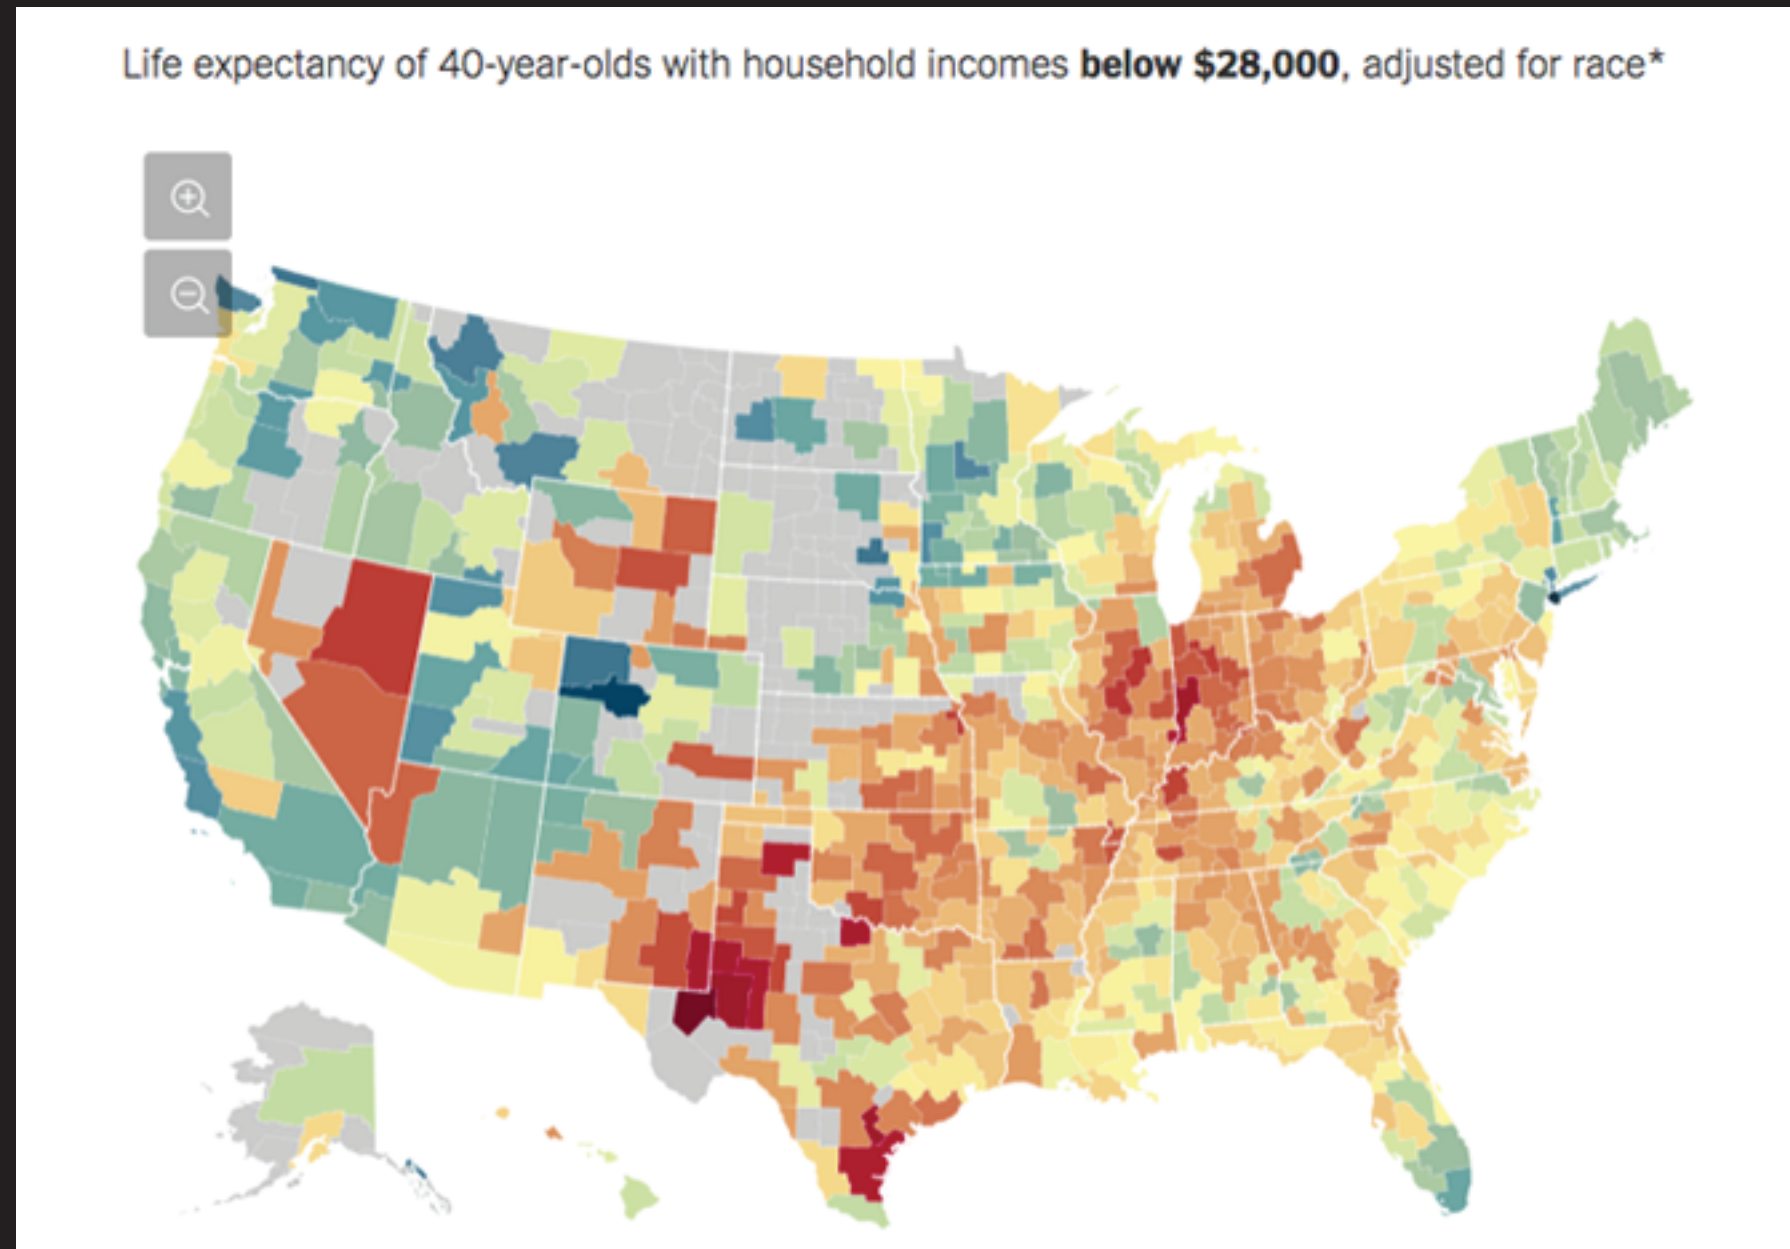 Life expectancy of 40-year-olds with household incomes below $28,000, adjusted for race*